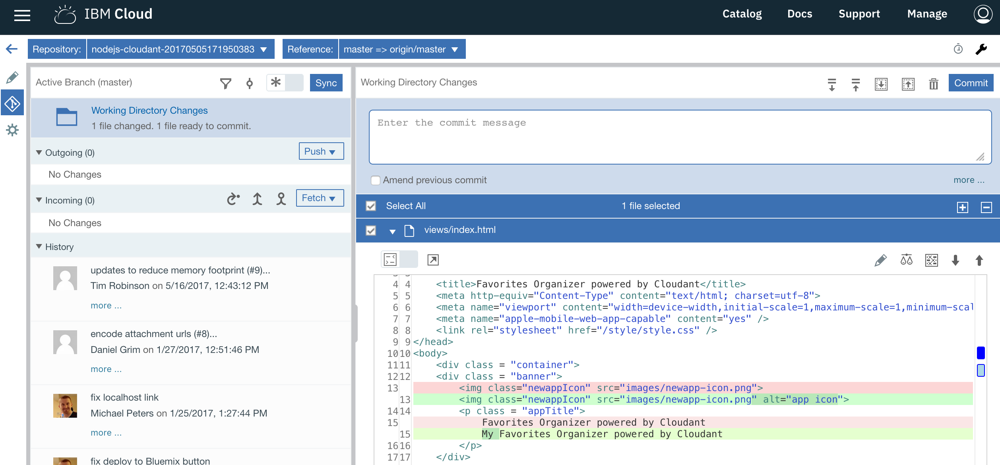 IBM Cloud
Catalog Docs Support Manage
Repository: nodejs-cloudant-20170505171950383 Reference: master => origin/master
Active Branch (master)
* Sync
Working Directory Changes
1 file changed. 1 file ready to commit.
Outgoing (0) Push
No Changes
Incoming (0) Fetch
No Changes
History
updates to reduce memory footprint (#9)...
Tim Robinson on 5/16/2017, 12:43:12 PM
more ...
encode attachment urls (#8)...
Daniel Grim on 1/27/2017, 12:51:46 PM
more ...
fix localhost link
Michael Peters on 1/25/2017, 1:27:44 PM
more ...
fix deploy to Bluemix button
Working Directory Changes
Commit
Enter the commit message
Amend previous commit more ...
Select All 1 file selected
views/index.html
4 4 <title>Favorites Organizer powered by Cloudant</title>
5 5 <meta http-equiv="Content-Type" content="text/html; charset=utf-8">
6 6 <meta name="viewport" content="width=device-width,initial-scale=1,maximum-scale=1,minimum-scal
7 7 <meta name="apple-mobile-web-app-capable" content="yes" />
8 8 <link rel="stylesheet" href="/style/style.css" />
9 9 </head>
10 10 <body>
11 11 <div class = "container">
12 12 <div class = "banner">
13 <img class="newappIcon" src="images/newapp-icon.png">
13 <img class="newappIcon" src="images/newapp-icon.png" alt="app icon">
14 14 <p class = "appTitle">
15 Favorites Organizer powered by Cloudant
15 My Favorites Organizer powered by Cloudant
16 16 </p>
17 17 </div>